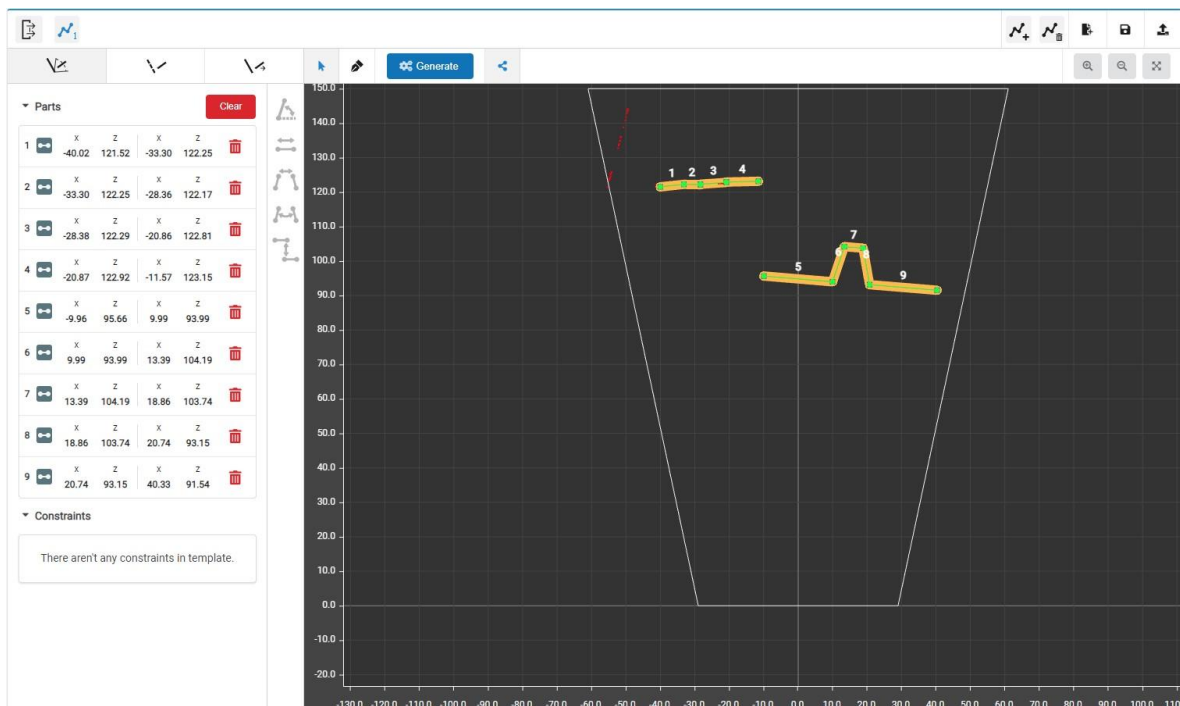 1
Generate
Parts
Clear
X Z X Z
1 -40.02 121.52 -33.30 122.25
X Z X Z
2 -33.30 122.25 -28.36 122.17
X Z X Z
3 -28.38 122.29 -20.86 122.81
X Z X Z
4 -20.87 122.92 -11.57 123.15
X Z X Z
5 -9.96 95.66 9.99 93.99
X Z X Z
6 9.99 93.99 13.39 104.19
X Z X Z
7 13.39 104.19 18.86 103.74
X Z X Z
8 18.86 103.74 20.74 93.15
X Z X Z
9 20.74 93.15 40.33 91.54
Constraints
There aren't any constraints in template.
150.0
140.0
130.0
120.0
110.0
100.0
90.0
80.0
70.0
60.0
50.0
40.0
30.0
20.0
10.0
0.0
-10.0
-20.0
1 2 3 4
7
6 8
5 9
-130.0 -120.0 -110.0 -100.0 -90.0 -80.0 -70.0 -60.0 -50.0 -40.0 -30.0 -20.0 -10.0 0.0 10.0 20.0 30.0 40.0 50.0 60.0 70.0 80.0 90.0 100.0